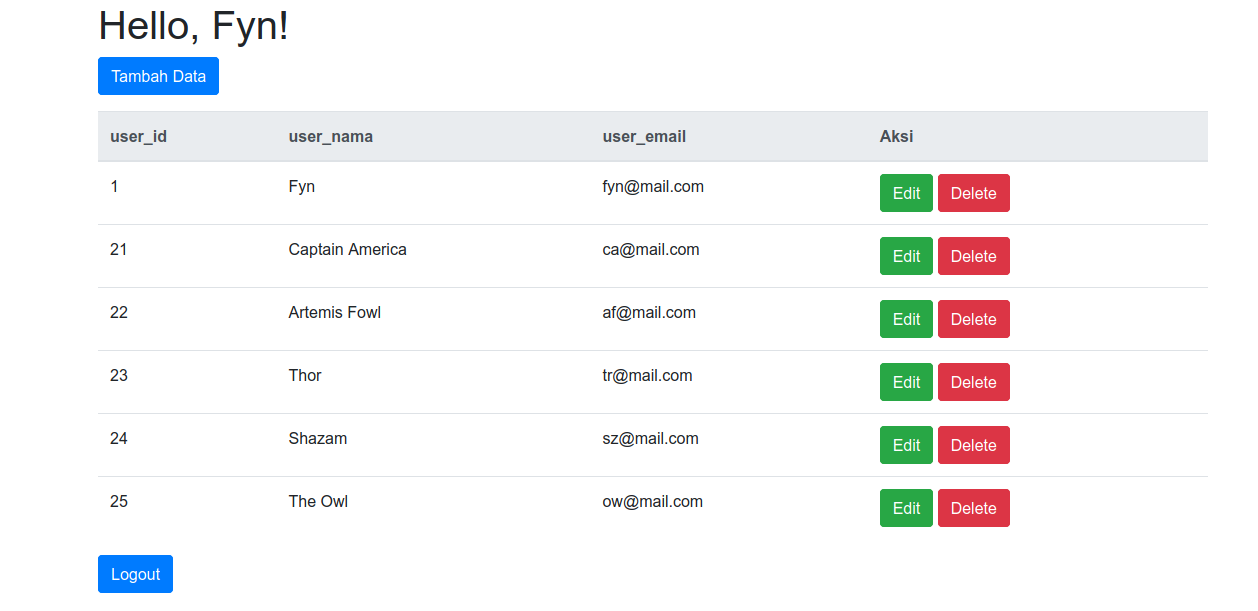 Hello, Fyn!
Tambah Data
user_id user_nama user_email Aksi
1 Fyn fyn@mail.com Edit Delete
21 Captain America ca@mail.com Edit Delete
22 Artemis Fowl af@mail.com Edit Delete
23 Thor tr@mail.com Edit Delete
24 Shazam sz@mail.com Edit Delete
25 The Owl ow@mail.com Edit Delete
Logout